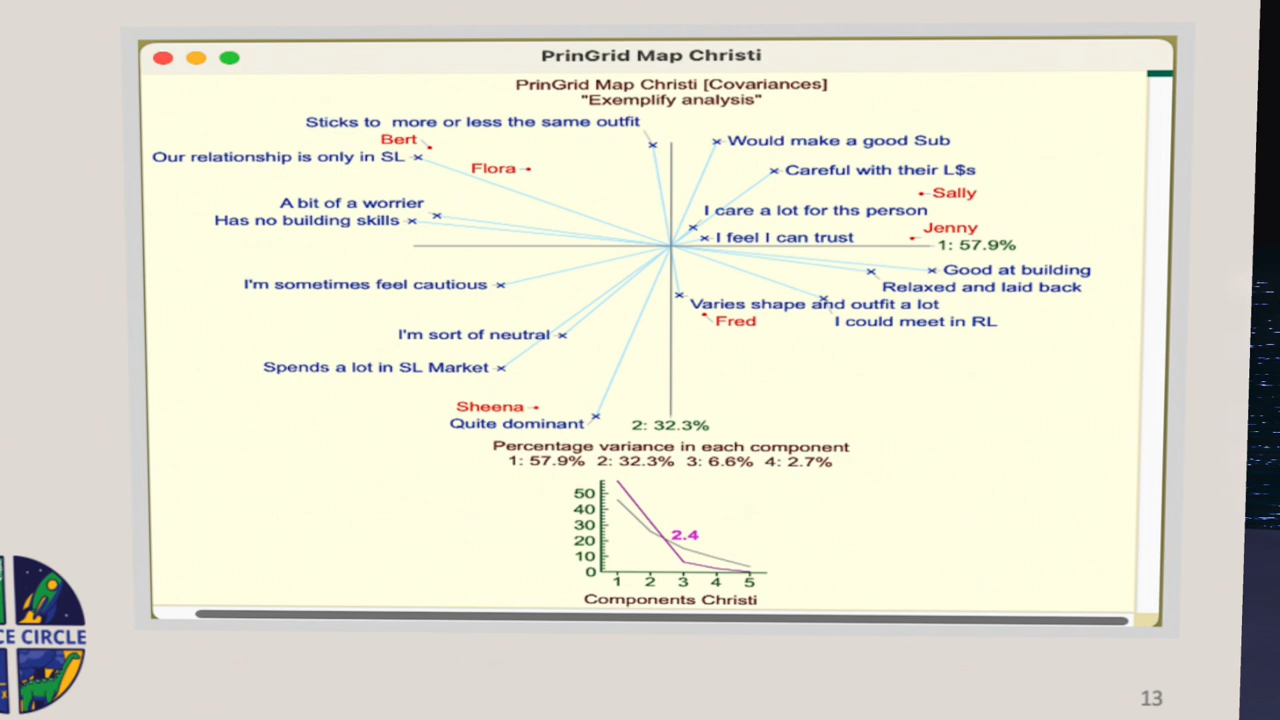 PrinGrid Map Christi
PrinGrid Map Christi [Covariances]
"Exemplify analysis"
Sticks to more or less the same outfit
Bert
Our relationship is only in SL
Flora
Would make a good Sub
Careful with their L$s
Sally
A bit of a worrier
Has no building skills
I care a lot for ths person
Jenny
I feel I can trust
1: 57.9%
Good at building
Relaxed and laid back
I'm sometimes feel cautious
Varies shape and outfit a lot
Fred
I could meet in RL
I'm sort of neutral
Spends a lot in SL Market
Sheena
Quite dominant
2: 32.3%
Percentage variance in each component
1: 57.9% 2: 32.3% 3: 6.6% 4: 2.7%
50
40
30
20
10
0
2.4
1 2 3 4 5
Components Christi
CE CIRCLE
13